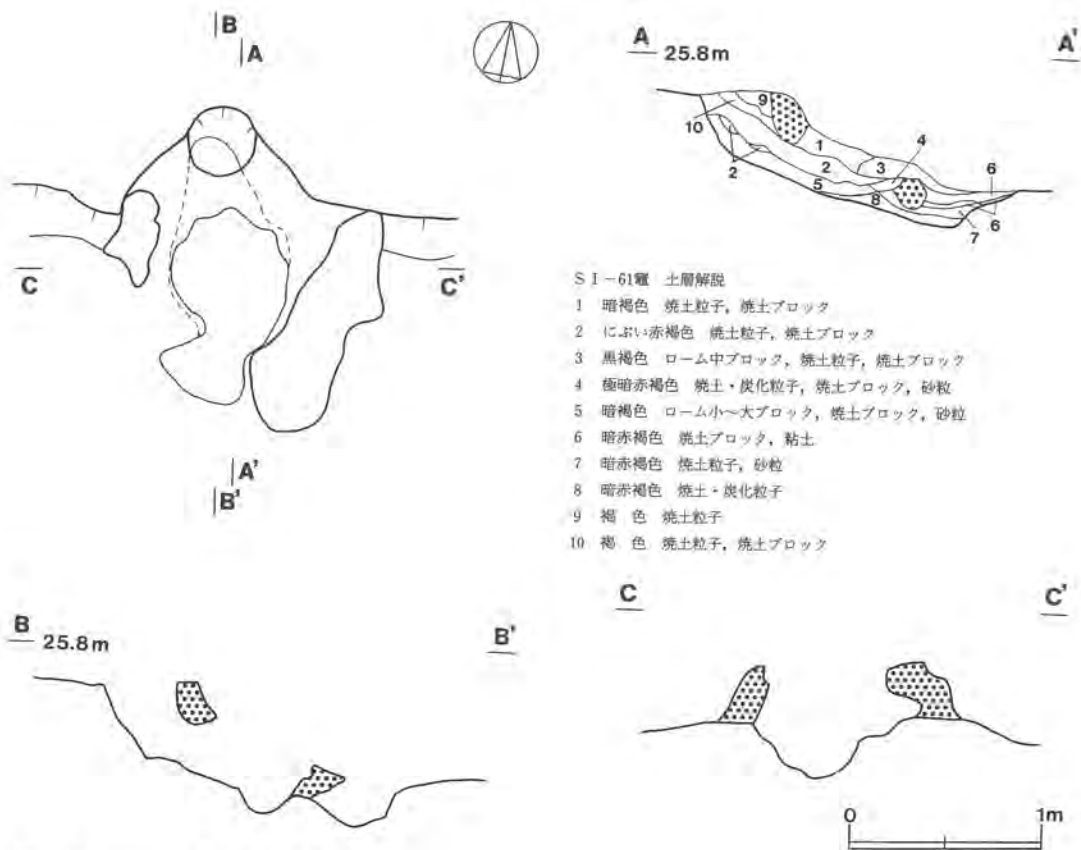 B
A
A 25.8m A'
9
10
1
4
2
3
6
2
5
8
6
7
C C'
SI-61竈 土層解説
1 暗褐色 焼土粒子，焼土ブロック
2 にぶい赤褐色 焼土粒子，焼土ブロック
3 黒褐色 ローム中ブロック，焼土粒子，焼土ブロック
4 極暗赤褐色 焼土・炭化粒子，焼土ブロック，砂粒
5 暗褐色 ローム小～大ブロック，焼土ブロック，砂粒
6 暗赤褐色 焼土ブロック，粘土
7 暗赤褐色 焼土粒子，砂粒
8 暗赤褐色 焼土・炭化粒子
9 褐色 焼土粒子
10 褐色 焼土粒子，焼土ブロック
A'
B'
B 25.8m B'
C C'
0 1m